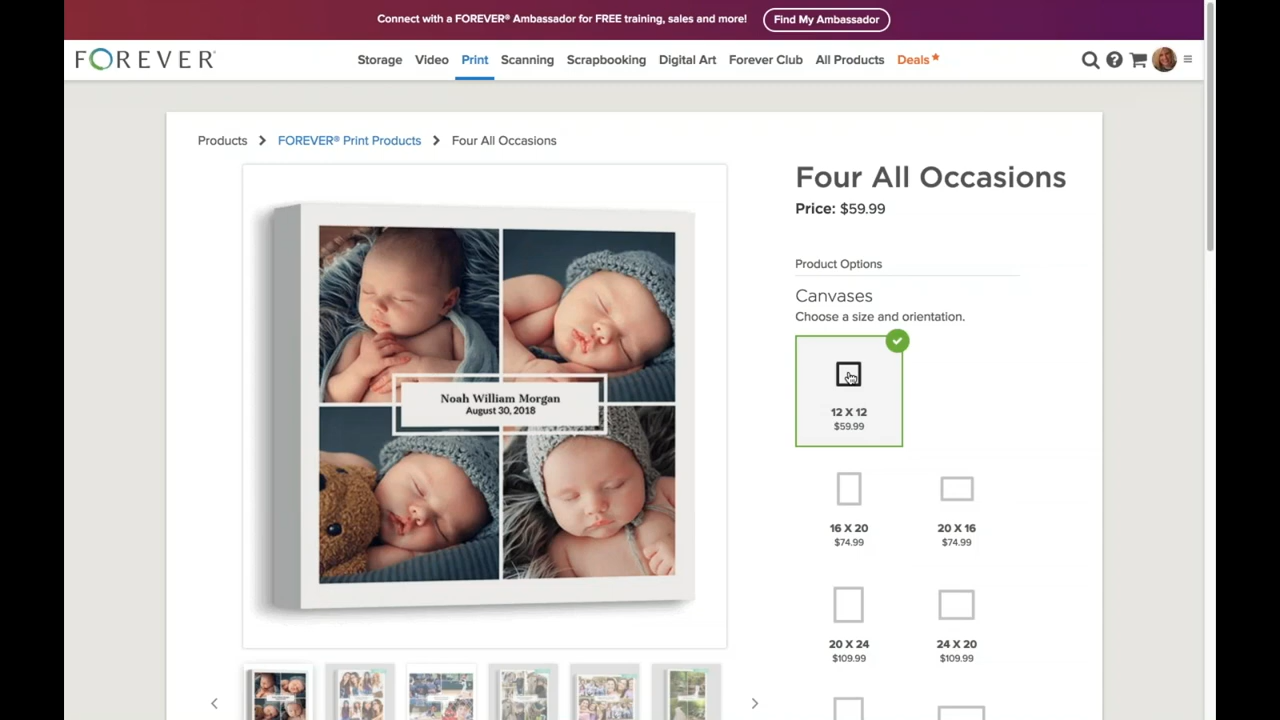 Connect with a FOREVER® Ambassador for FREE training, sales and more! Find My Ambassador
FOREVER®
Storage Video Print Scanning Scrapbooking Digital Art Forever Club All Products Deals
Products > FOREVER® Print Products > Four All Occasions
Noah William Morgan
August 30, 2018
Four All Occasions
Price: $59.99
Product Options
Canvases
Choose a size and orientation.
12 X 12
$59.99
16 X 20
$74.99
20 X 16
$74.99
20 X 24
$109.99
24 X 20
$109.99